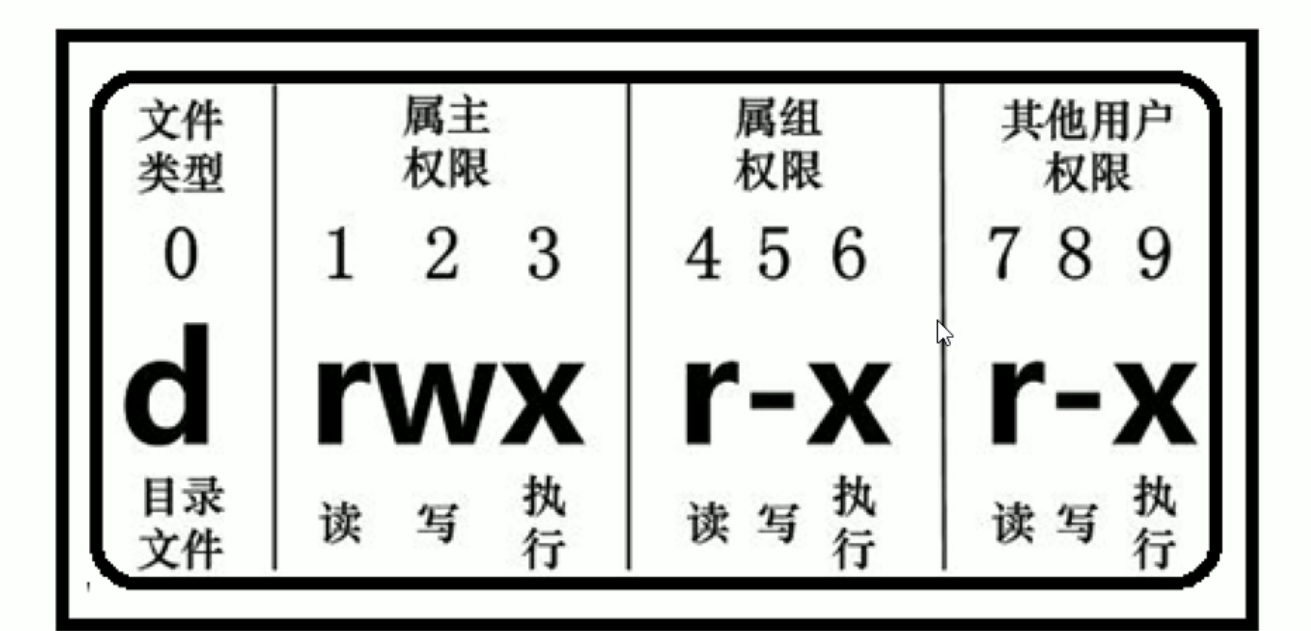 文件 属主 属组 其他用户
类型 权限 权限 权限
0 1 2 3 4 5 6 7 8 9
d rwx r-x r-x
目录 读 写 执 读 写 执 读 写 执
文件 行 行 行